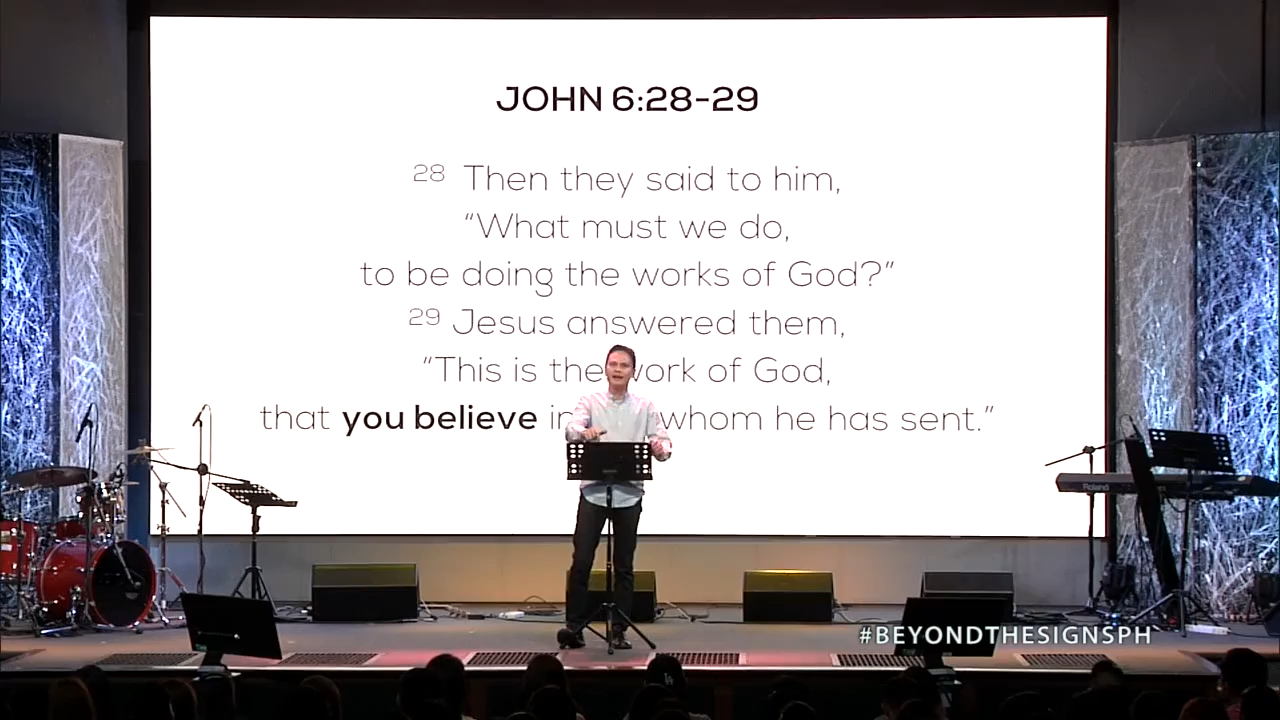 JOHN 6:28-29
28 Then they said to him,
“What must we do,
to be doing the works of God?”
29 Jesus answered them,
“This is the work of God,
that you believe in whom he has sent.”
Roland
#BEYONDTHESIGNSPH